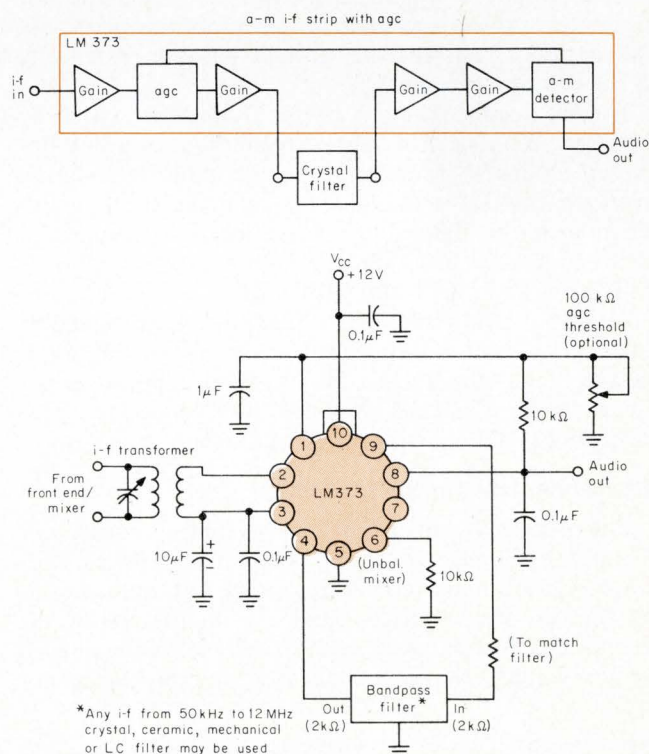 a-m i-f strip with agc
LM 373
i-f
in
Gain
agc
Gain
Gain
Gain
a-m
detector
Crystal
filter
Audio
out
VCC
+12V
0.1μF
100 kΩ
agc
threshold
(optional)
1μF
10kΩ
i-f transformer
From
front end/
mixer
1
10
9
2
8
LM373
3
7
4
5
6
Audio
out
0.1μF
10μF
+
−
0.1μF
(Unbal.
mixer)
10kΩ
(To match
filter)
Out
(2kΩ)
Bandpass
filter*
In
(2kΩ)
*Any i-f from 50kHz to 12MHz
crystal, ceramic, mechanical
or LC filter may be used